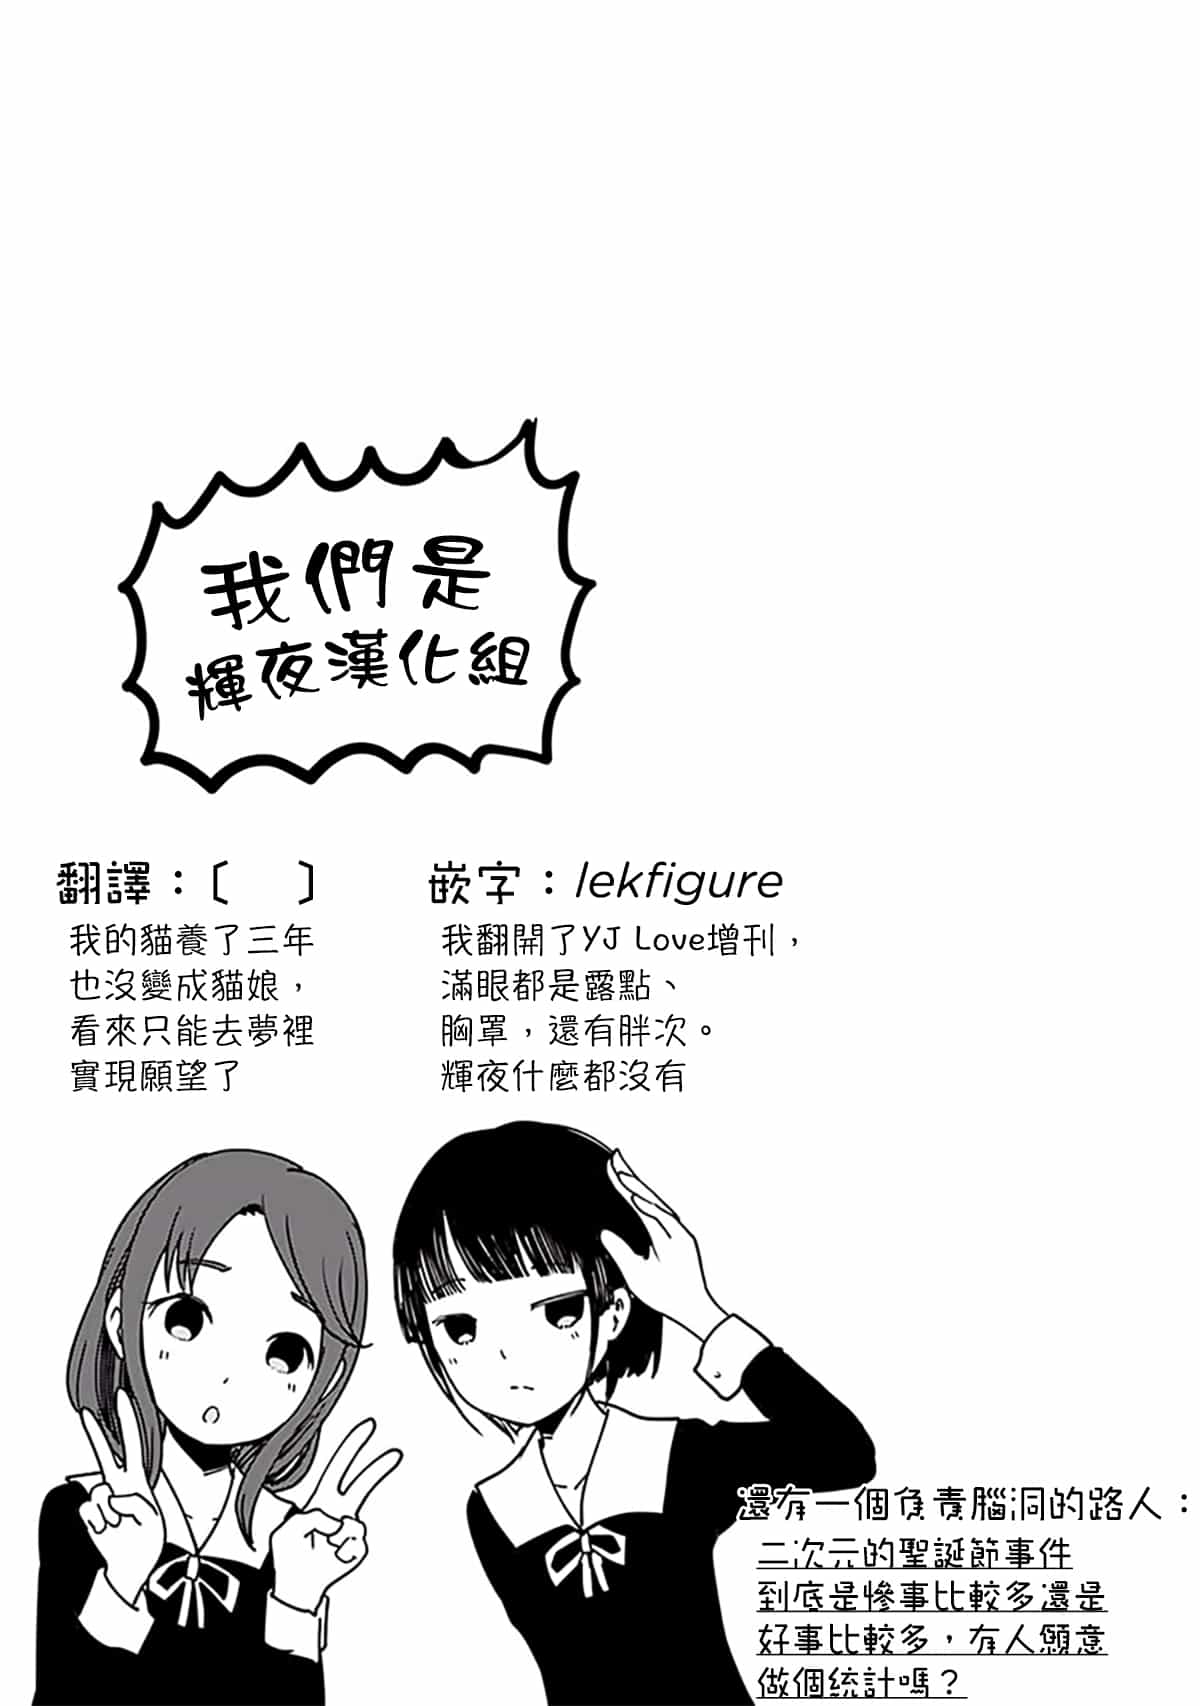 我們是
輝夜漢化組
翻譯：〔　〕
我的貓養了三年
也沒變成貓娘，
看來只能去夢裡
實現願望了
嵌字：lekfigure
我翻開了YJ Love增刊，
滿眼都是露點、
胸罩，還有胖次。
輝夜什麼都沒有
還有一個負責腦洞的路人：
二次元的聖誕節事件
到底是慘事比較多還是
好事比較多，有人願意
做個統計嗎？